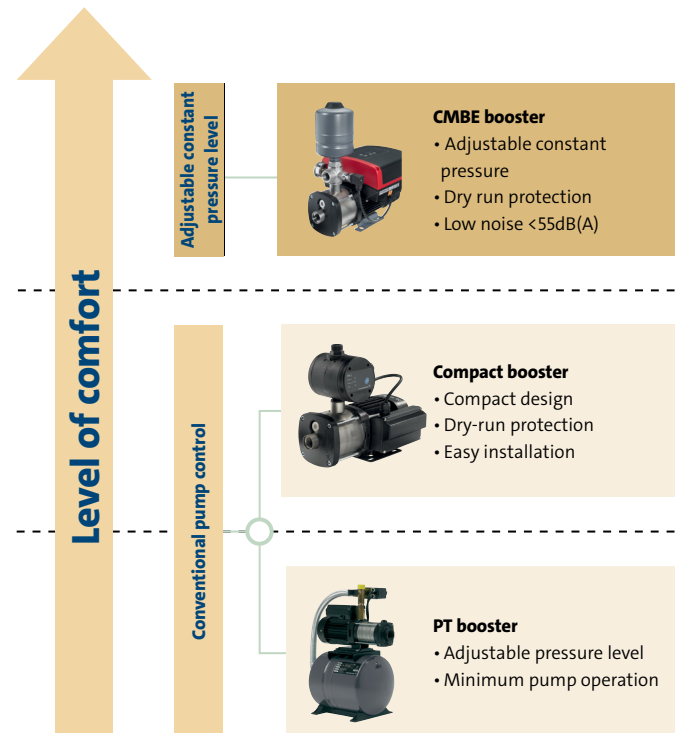 Level of comfort
Adjustable constant
pressure level
CMBE booster
• Adjustable constant
pressure
• Dry run protection
• Low noise <55dB(A)
Conventional pump control
Compact booster
• Compact design
• Dry-run protection
• Easy installation
PT booster
• Adjustable pressure level
• Minimum pump operation